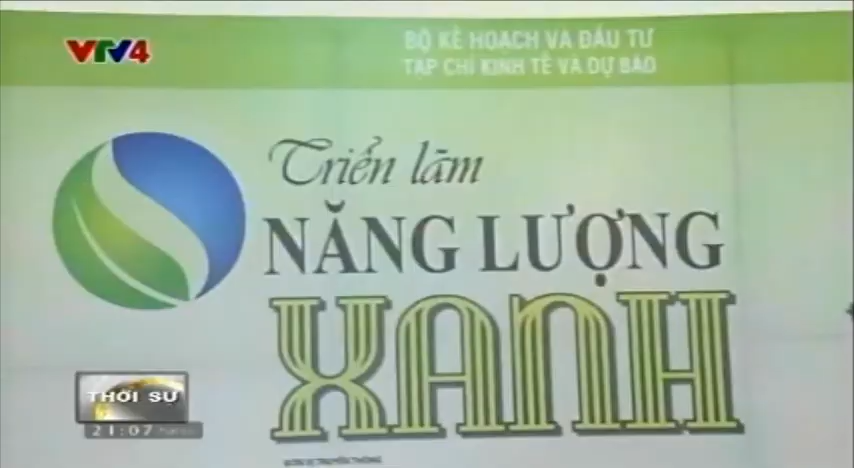 VTV4
BỘ KẾ HOẠCH VÀ ĐẦU TƯ
TẠP CHÍ KINH TẾ VÀ DỰ BÁO
Triển lãm
NĂNG LƯỢNG
XANH
THỜI SỰ
21:07